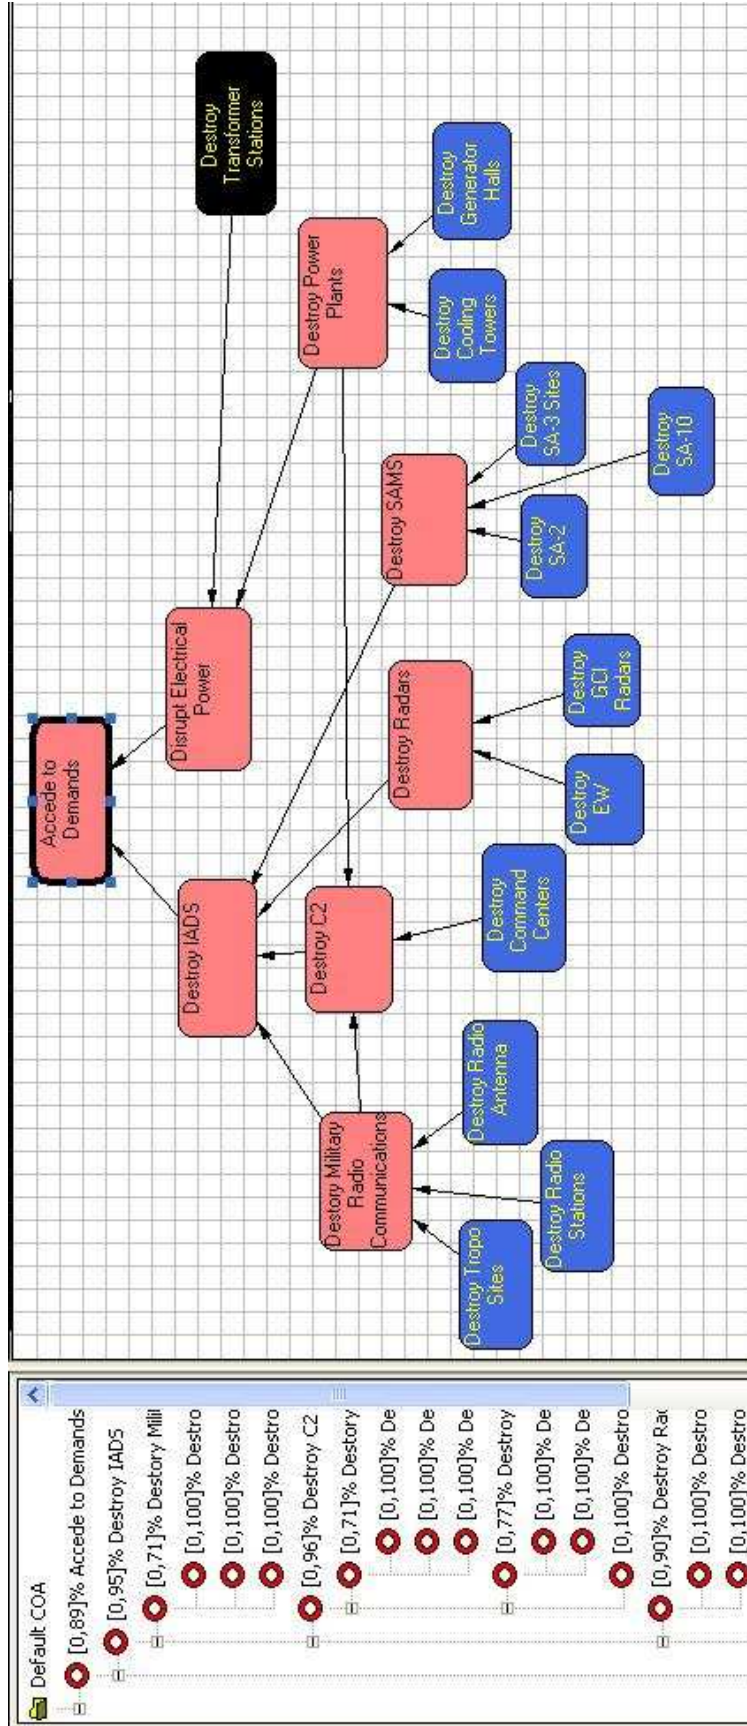 Default COA
[0,89]% Accede to Demands
[0,95]% Destroy IADS
[0,71]% Destory Milit
[0,100]% Destro
[0,100]% Destro
[0,100]% Destro
[0,96]% Destroy C2
[0,71]% Destory
[0,100]% De
[0,100]% De
[0,100]% De
[0,77]% Destroy
[0,100]% De
[0,100]% De
[0,100]% Destro
[0,90]% Destroy Rad
[0,100]% Destro
[0,100]% Destro
Accede to
Demands
Destroy IADS
Disrupt Electrical
Power
Destroy
Transformer
Stations
Destory Military
Radio
Communications
Destroy C2
Destroy Radars
Destroy SAMS
Destroy Power
Plants
Destroy Tropo
Sites
Destroy Radio
Stations
Destroy Radio
Antenna
Destroy
Command
Centers
Destroy
EW
Destroy
GCI
Radars
Destroy
SA-2
Destroy
SA-3 Sites
Destroy
SA-10
Destroy
Cooling
Towers
Destroy
Generator
Halls